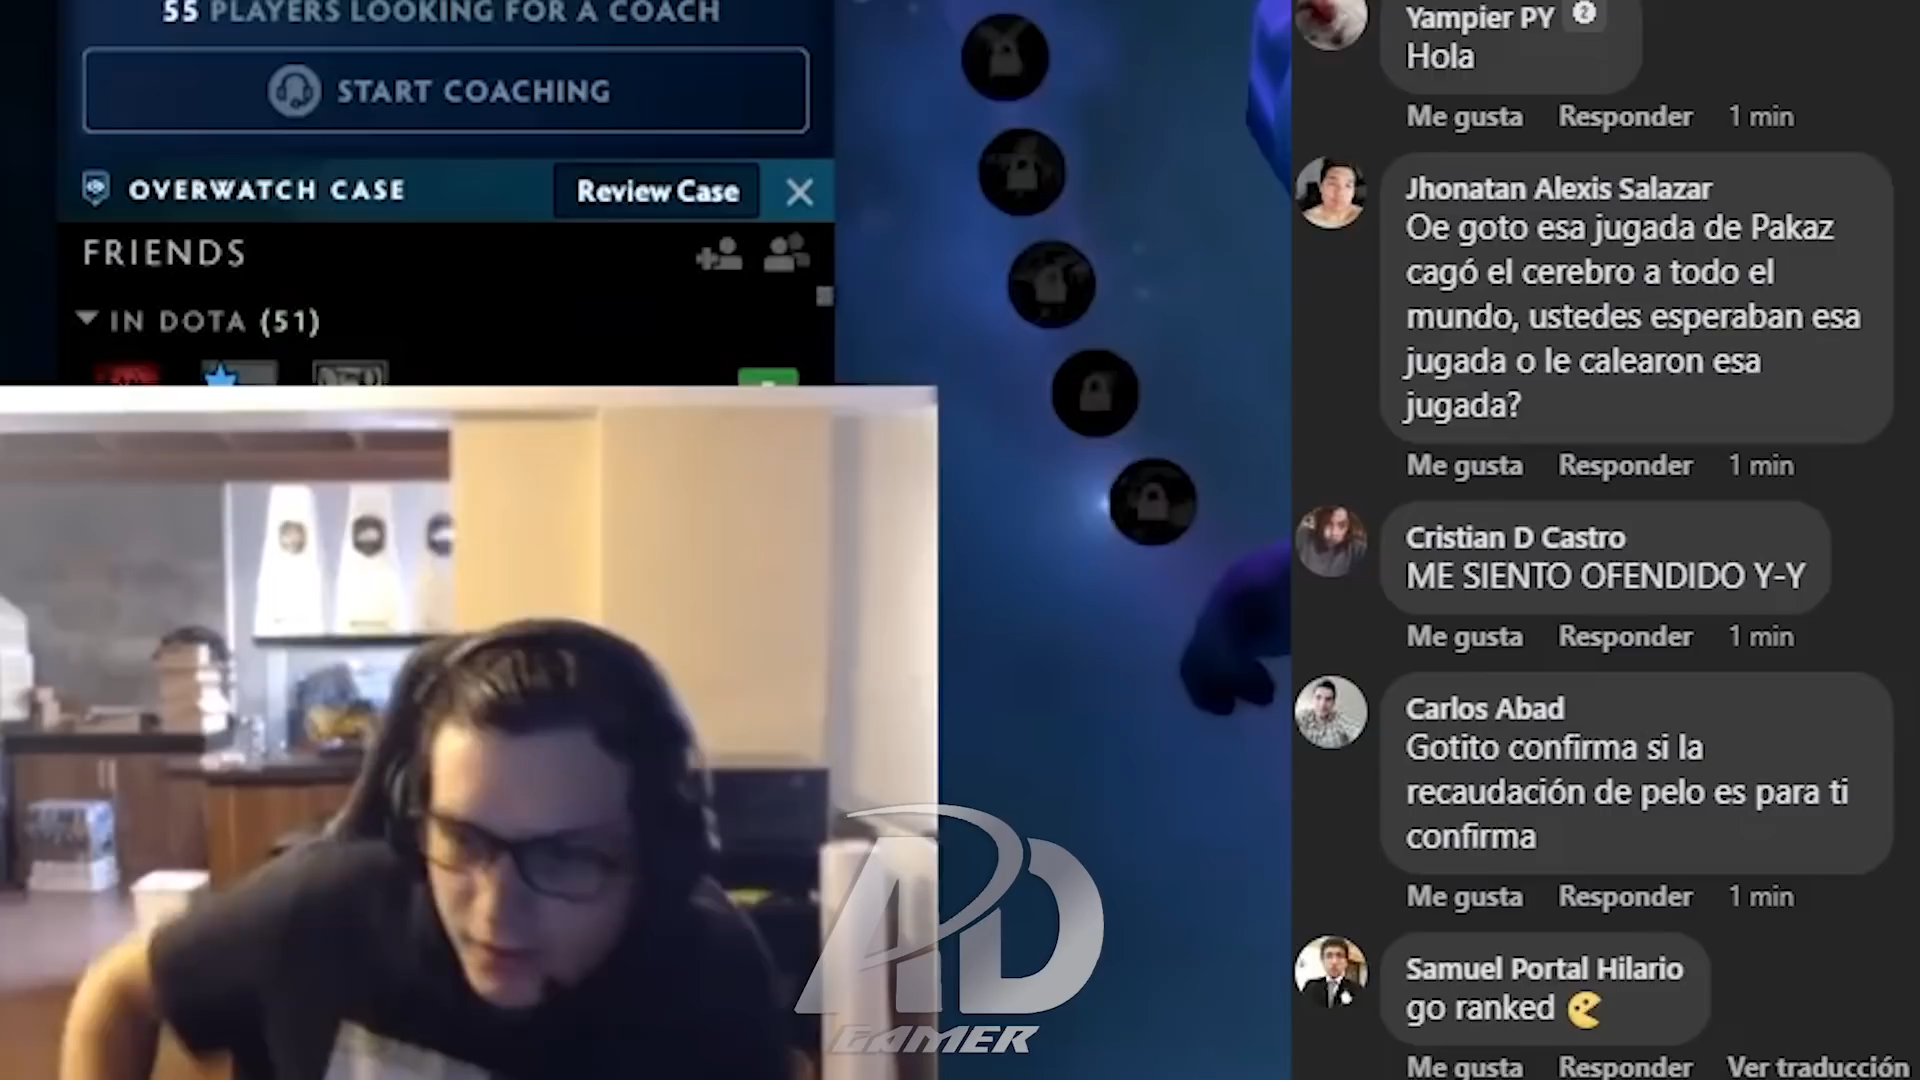 55 PLAYERS LOOKING FOR A COACH
START COACHING
OVERWATCH CASE
Review Case
FRIENDS
IN DOTA (51)
AD
GAMER
Yampier PY
Hola
Me gusta Responder 1 min
Jhonatan Alexis Salazar
Oe goto esa jugada de Pakaz
cagó el cerebro a todo el
mundo, ustedes esperaban esa
jugada o le calearon esa
jugada?
Me gusta Responder 1 min
Cristian D Castro
ME SIENTO OFENDIDO Y-Y
Me gusta Responder 1 min
Carlos Abad
Gotito confirma si la
recaudación de pelo es para ti
confirma
Me gusta Responder 1 min
Samuel Portal Hilario
go ranked
Me gusta Responder Ver traducción